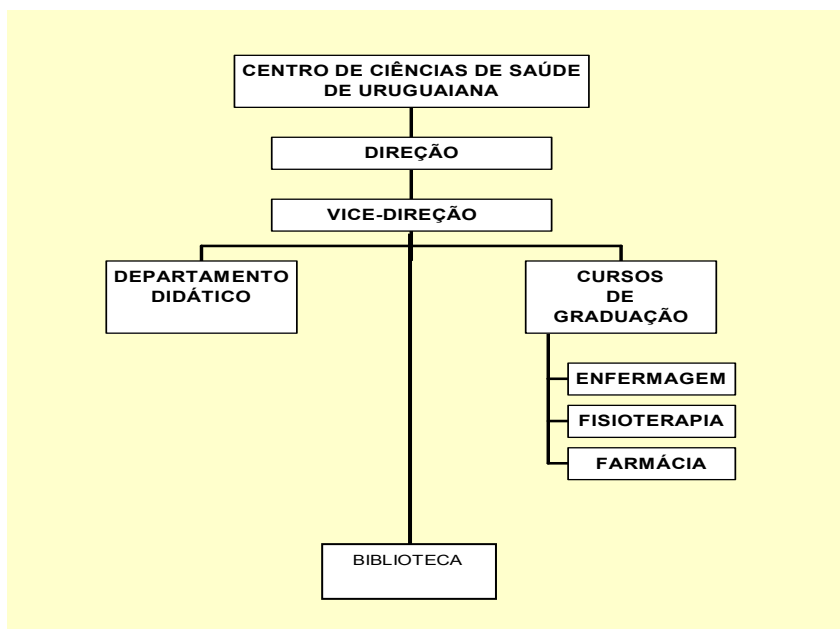 CENTRO DE CIÊNCIAS DE SAÚDE
DE URUGUAIANA
DIREÇÃO
VICE-DIREÇÃO
DEPARTAMENTO
DIDÁTICO
CURSOS
DE
GRADUAÇÃO
ENFERMAGEM
FISIOTERAPIA
FARMÁCIA
BIBLIOTECA